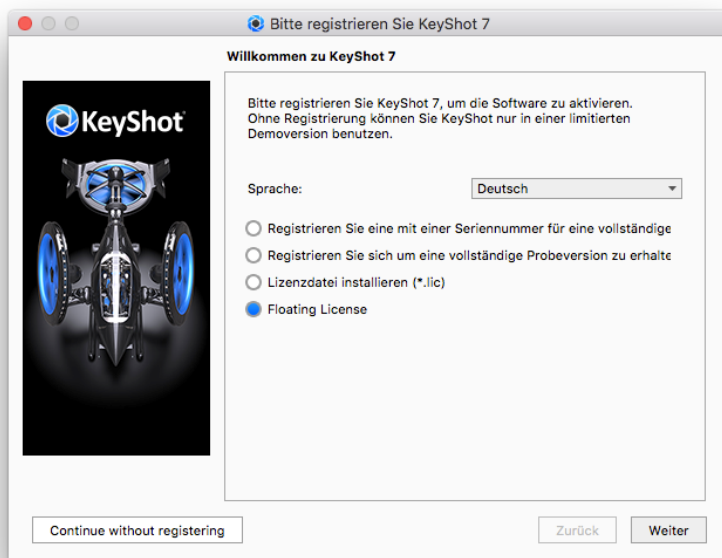 Bitte registrieren Sie KeyShot 7
Willkommen zu KeyShot 7
KeyShot
Bitte registrieren Sie KeyShot 7, um die Software zu aktivieren.
Ohne Registrierung können Sie KeyShot nur in einer limitierten
Demoversion benutzen.
Sprache:
Deutsch
Registrieren Sie eine mit einer Seriennummer für eine vollständige
Registrieren Sie sich um eine vollständige Probeversion zu erhalte
Lizenzdatei installieren (*.lic)
Floating License
Continue without registering
Zurück
Weiter